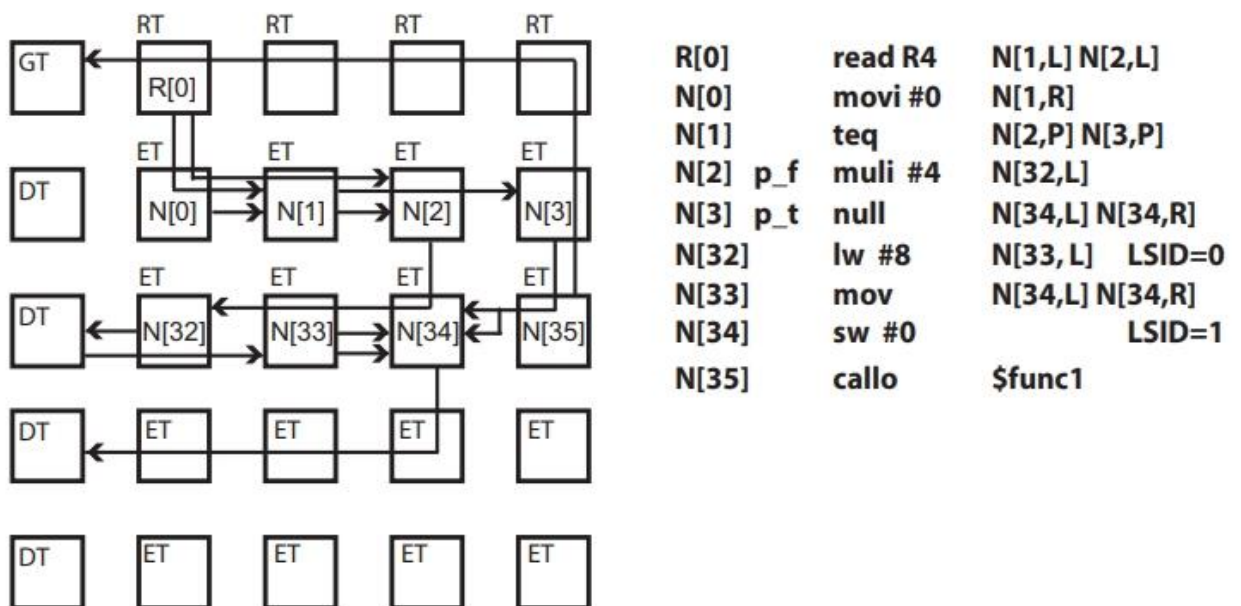 RT RT RT RT
GT
R[0]
ET ET ET ET
DT
N[0] N[1] N[2] N[3]
ET ET ET ET
DT
N[32] N[33] N[34] N[35]
DT ET ET ET ET
DT ET ET ET ET
R[0] read R4 N[1,L] N[2,L]
N[0] movi #0 N[1,R]
N[1] teq N[2,P] N[3,P]
N[2] p_f muli #4 N[32,L]
N[3] p_t null N[34,L] N[34,R]
N[32] lw #8 N[33,L] LSID=0
N[33] mov N[34,L] N[34,R]
N[34] sw #0 LSID=1
N[35] callo $func1